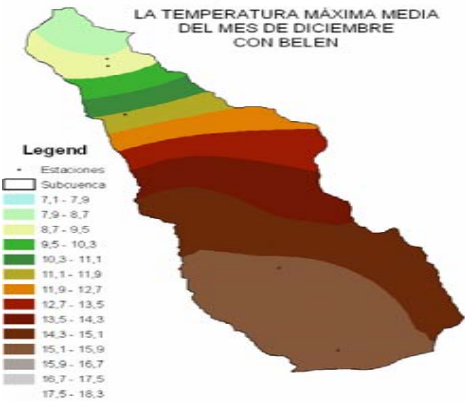 LA TEMPERATURA MÁXIMA MEDIA
DEL MES DE DICIEMBRE
CON BELEN
Legend
Estaciones
Subcuenca
7,1 - 7,9
7,9 - 8,7
8,7 - 9,5
9,5 - 10,3
10,3 - 11,1
11,1 - 11,9
11,9 - 12,7
12,7 - 13,5
13,5 - 14,3
14,3 - 15,1
15,1 - 15,9
15,9 - 16,7
16,7 - 17,5
17,5 - 18,3